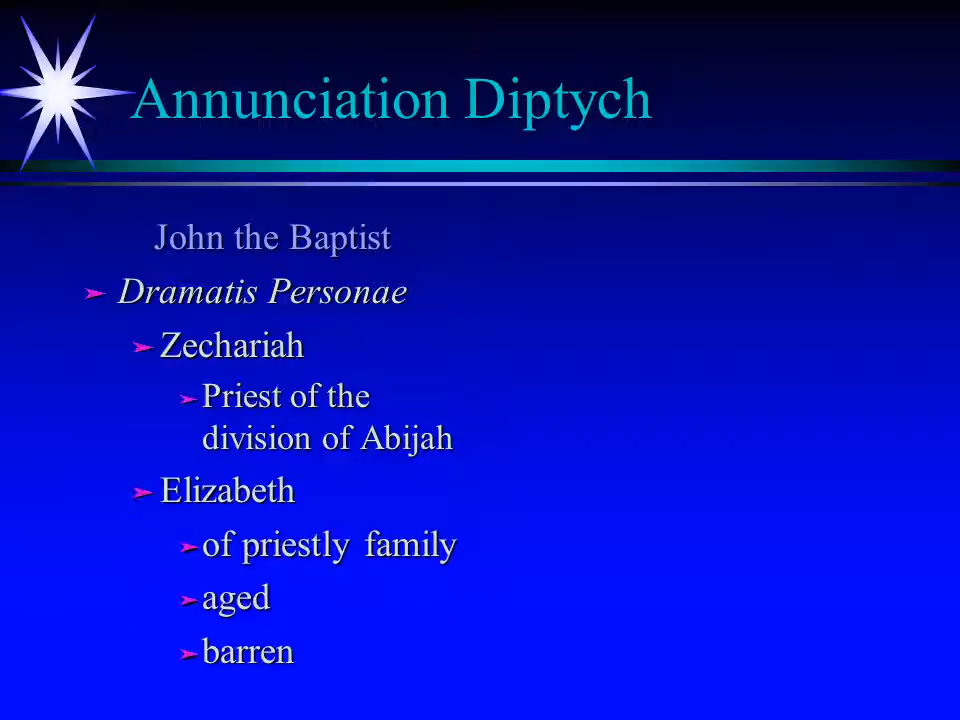 Annunciation Diptych
John the Baptist
Dramatis Personae
Zechariah
Priest of the
division of Abijah
Elizabeth
of priestly family
aged
barren